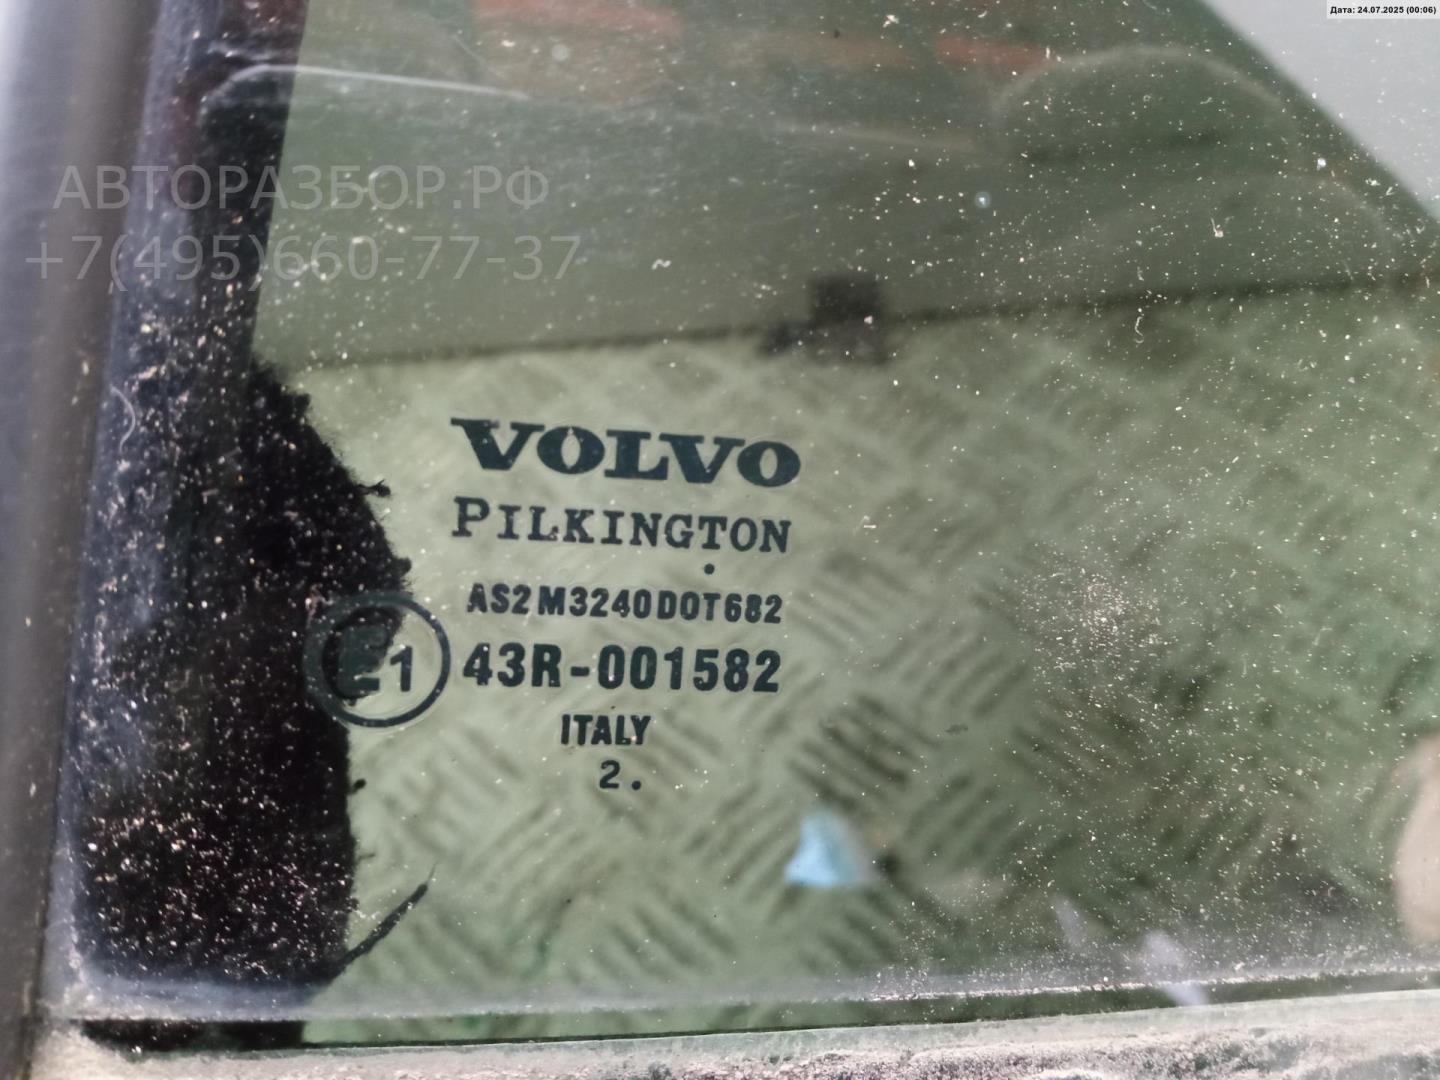 Дата: 24.07.2025 (00:06)
АВТОРАЗБОР.РФ
+7(495)660-77-37
VOLVO
PILKINGTON
.
AS2 M3240 DOT682
E1 43R-001582
ITALY
2.